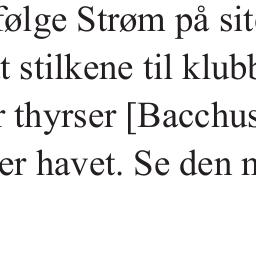 følge Strøm på site
t stilkene til klubb
r thyrser [Bacchus
er havet. Se den n